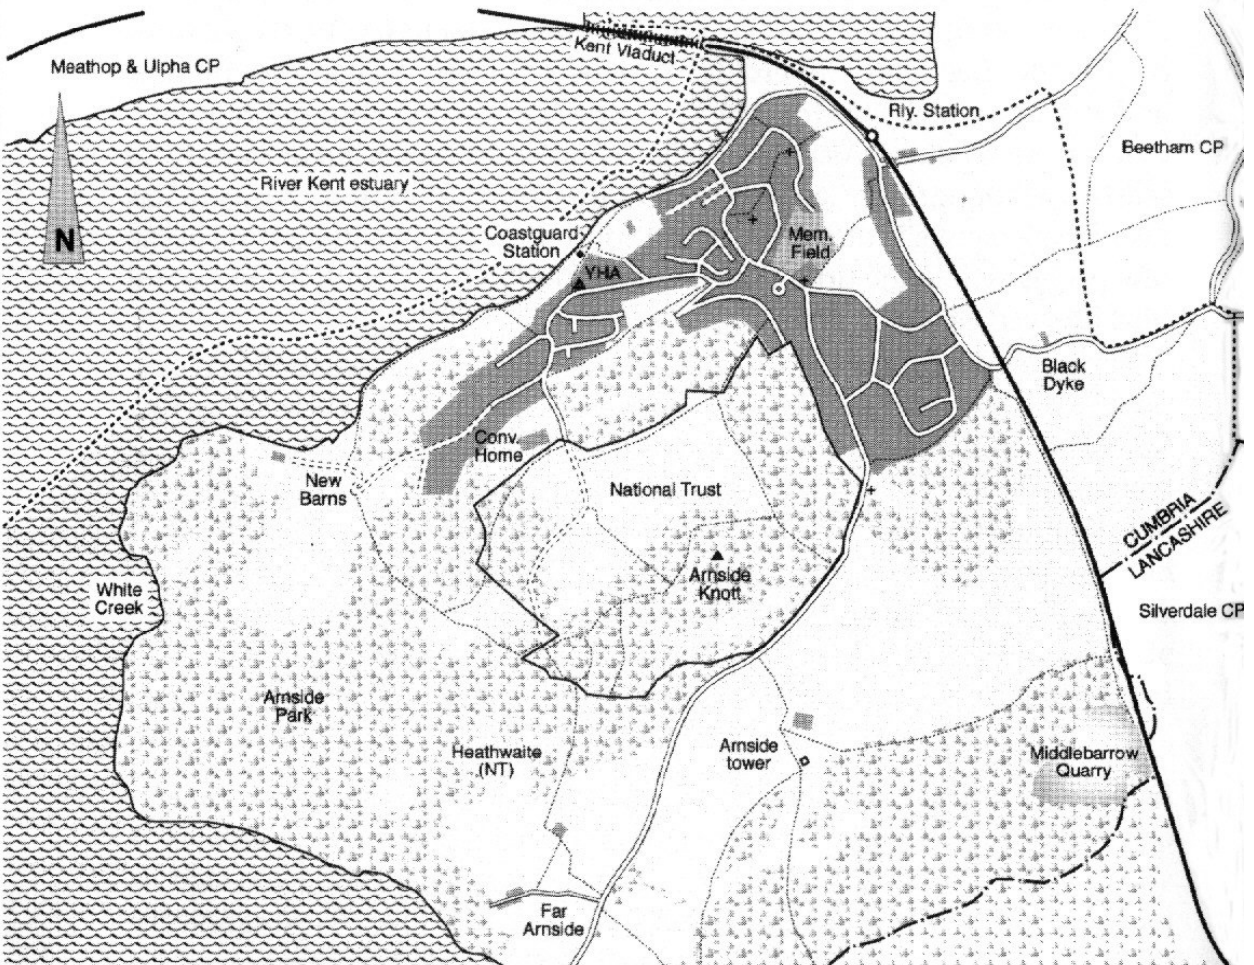 Kent Viaduct
Meathop & Ulpha CP
Rly. Station
Beetham CP
River Kent estuary
N
Coastguard
Station
Mem.
Field
YHA
Black
Dyke
Conv.
Home
New
Barns
National Trust
CUMBRIA
LANCASHIRE
Arnside
Knott
White
Creek
Silverdale CP
Arnside
Park
Heathwaite
(NT)
Arnside
tower
Middlebarrow
Quarry
Far
Arnside